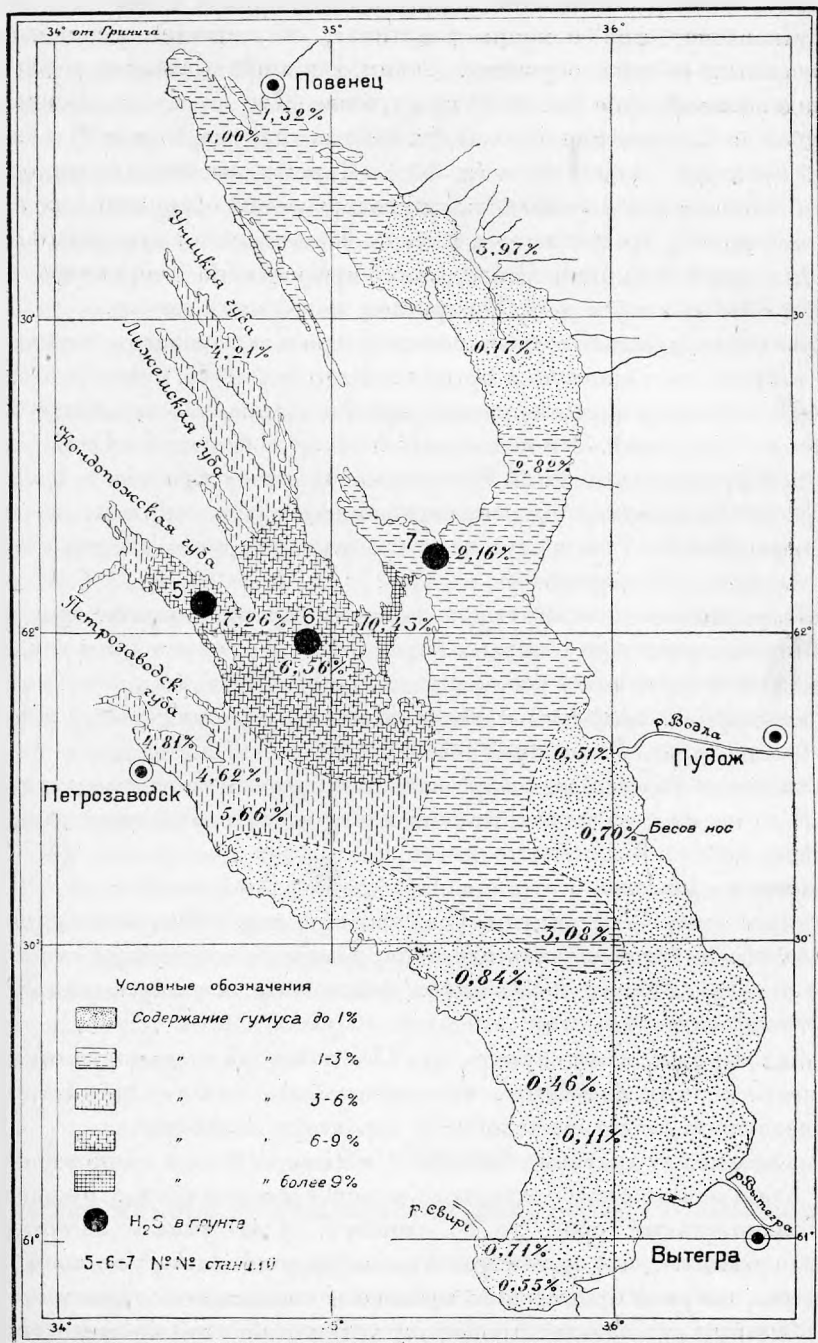 34° от Гринича
35°
36°
Повенец
1,32%
1,00%
Уницкая губа
4,21%
3,97%
30'
30'
0,17%
Лижемская губа
Кондопожская губа
2,82%
7
2,16%
5
7,26%
6
10,43%
6,56%
62°
62°
Петрозаводск. губа
4,81%
4,62%
5,66%
Петрозаводск
р. Водла
0,51%
Пудож
0,70%
Бесов нос
30'
30'
3,08%
0,84%
0,46%
0,11%
Условные обозначения
Содержание гумуса до 1%
" " 1-3%
" " 3-6%
" " 6-9%
" " более 9%
H₂S в грунте
5-6-7 №№ станций
р. Свирь
р. Вытегра
61°
61°
0,71%
Вытегра
0,55%
34°
35°
36°